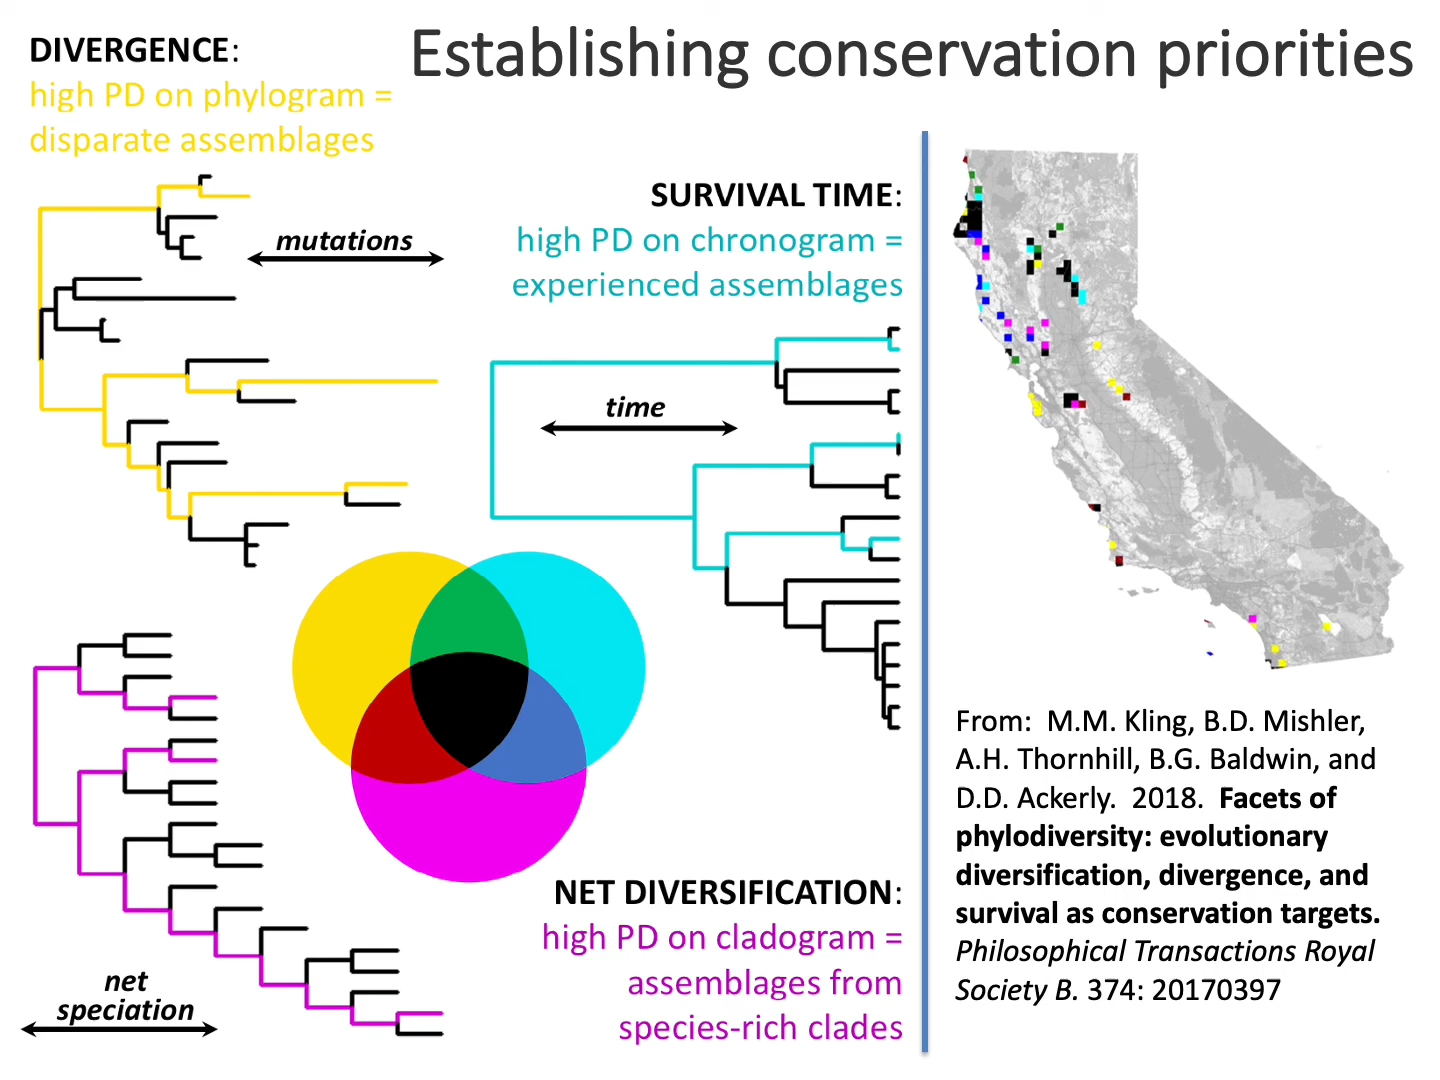 Establishing conservation priorities
DIVERGENCE:
high PD on phylogram =
disparate assemblages
mutations
SURVIVAL TIME:
high PD on chronogram =
experienced assemblages
time
NET DIVERSIFICATION:
high PD on cladogram =
assemblages from
species-rich clades
net
speciation
From:  M.M. Kling, B.D. Mishler,
A.H. Thornhill, B.G. Baldwin, and
D.D. Ackerly.  2018.  Facets of
phylodiversity: evolutionary
diversification, divergence, and
survival as conservation targets.
Philosophical Transactions Royal
Society B. 374: 20170397